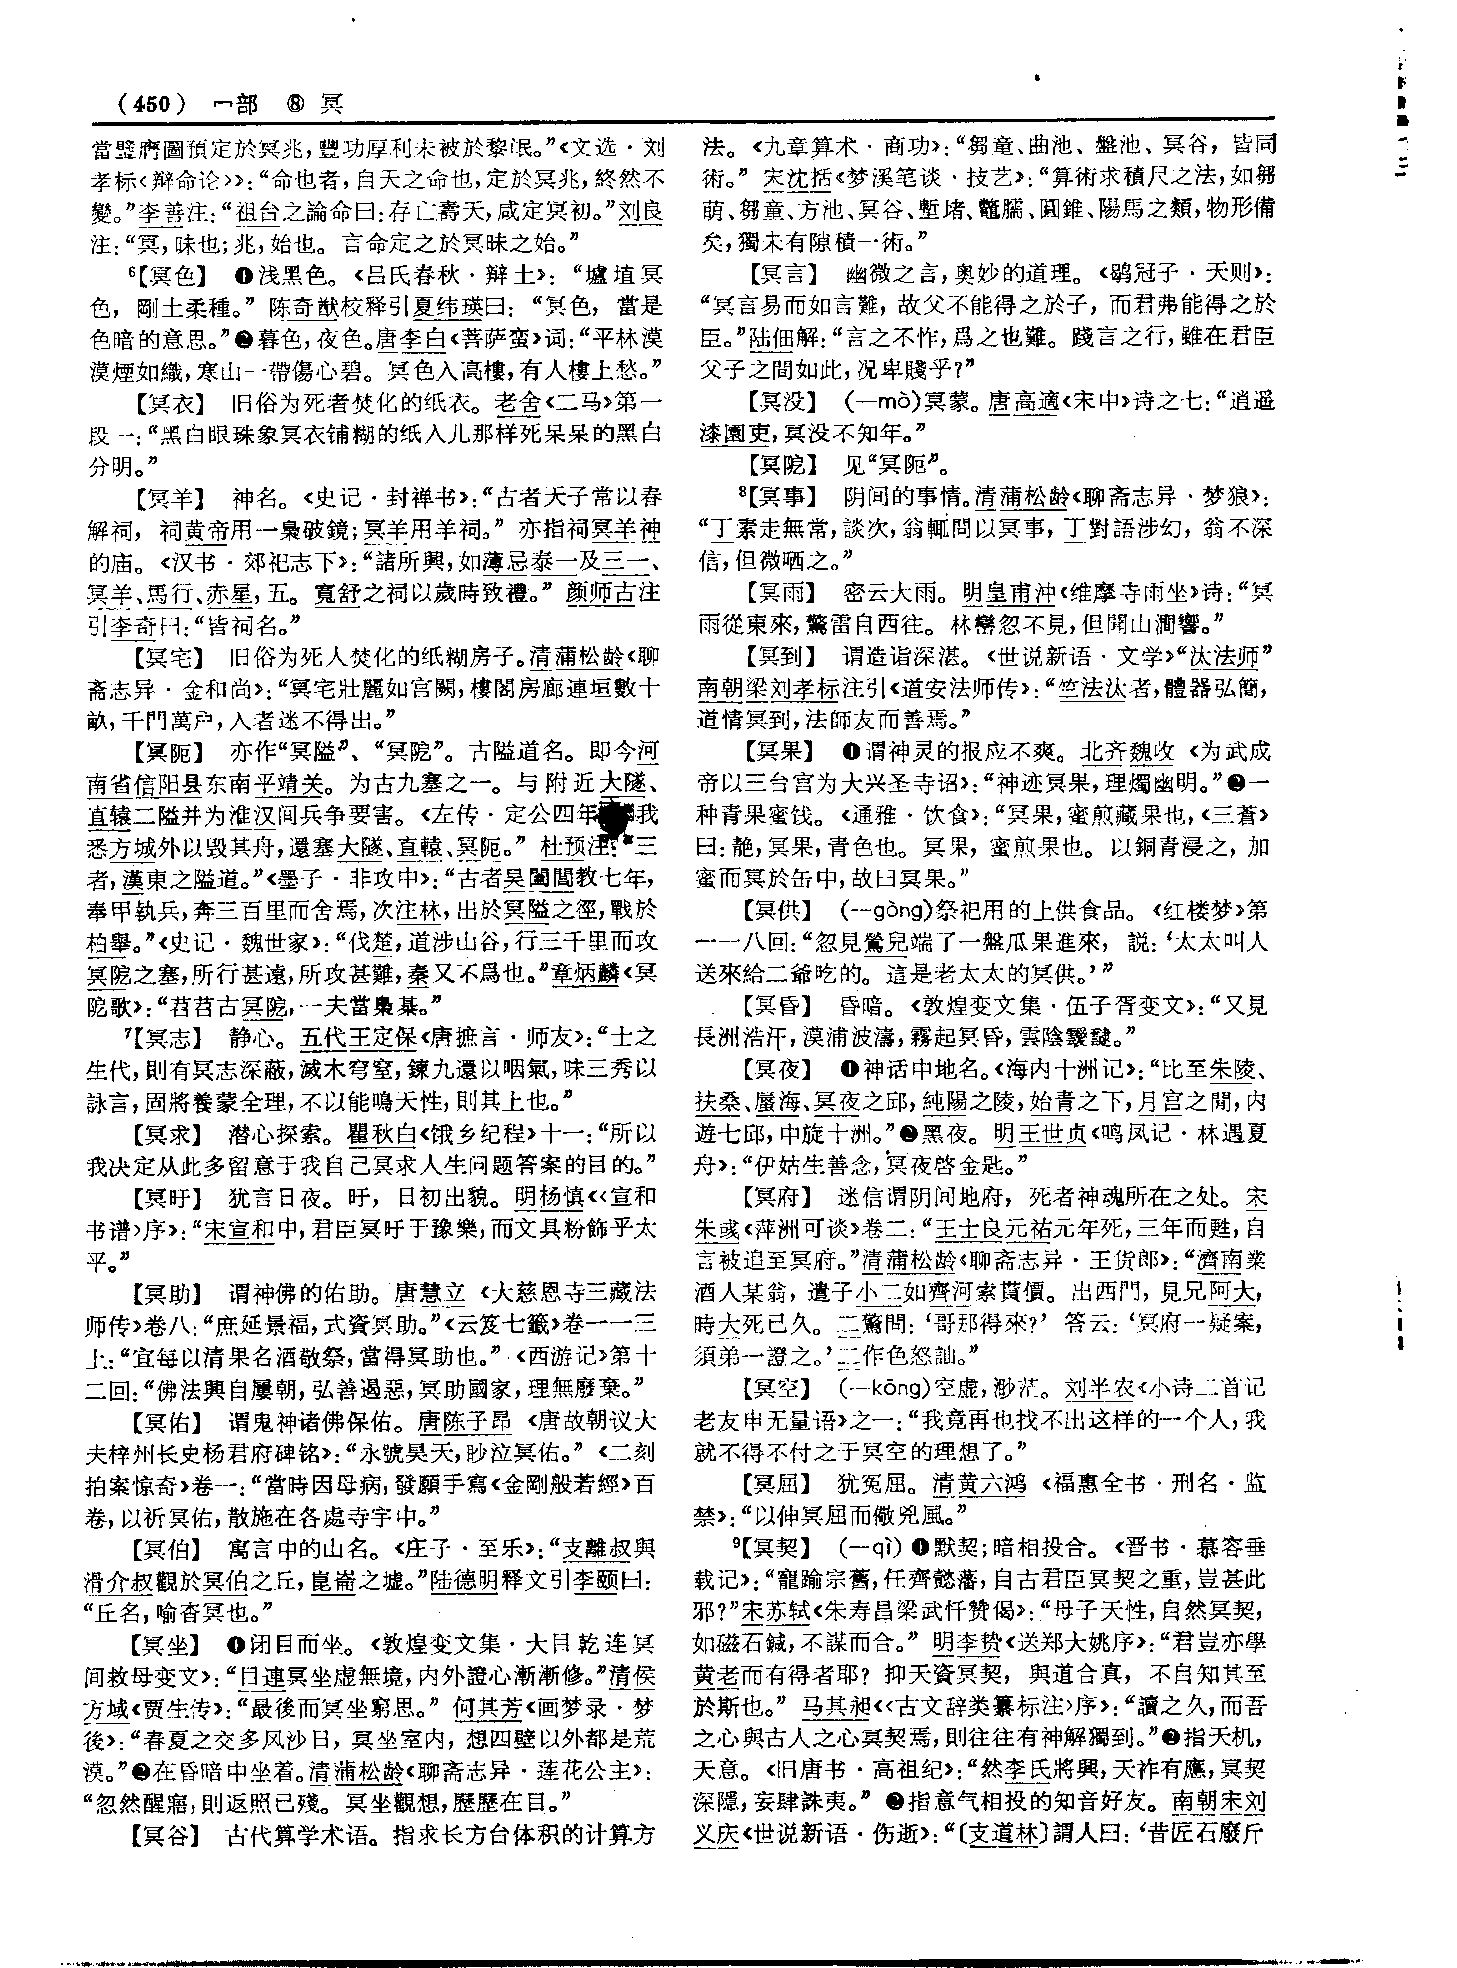 （450） 冖部 ⑧ 冥
當璧膺圖預定於冥兆，豐功厚利未被於黎氓。”《文选·刘
孝标〈辯命论〉》：“命也者，自天之命也，定於冥兆，終然不
變。”李善注：“祖台之論命曰：存亡壽夭，咸定冥初。”刘良
注：“冥，昧也；兆，始也。言命定之於冥昧之始。”
⁶【冥色】 ❶浅黑色。《吕氏春秋·辩土》：“壚埴冥
色，剛土柔種。”陈奇猷校释引夏纬瑛曰：“冥色，當是
色暗的意思。”❷暮色，夜色。唐李白《菩萨蛮》词：“平林漠
漠煙如織，寒山一帶傷心碧。冥色入高樓，有人樓上愁。”
【冥衣】 旧俗为死者焚化的纸衣。老舍《二马》第一
段一：“黑白眼珠象冥衣铺糊的纸人儿那样死呆呆的黑白
分明。”
【冥羊】 神名。《史记·封禅书》：“古者天子常以春
解祠，祠黄帝用一梟破鏡；冥羊用羊祠。”亦指祠冥羊神
的庙。《汉书·郊祀志下》：“諸所興，如薄忌泰一及三一、
冥羊、馬行、赤星，五。寬舒之祠以歲時致禮。”颜师古注
引李奇曰：“皆祠名。”
【冥宅】 旧俗为死人焚化的纸糊房子。清蒲松龄《聊
斋志异·金和尚》：“冥宅壯麗如宫闕，樓閣房廊連垣數十
畝，千門萬户，入者迷不得出。”
【冥阨】 亦作“冥隘”、“冥阸”。古隘道名。即今河
南省信阳县东南平靖关。为古九塞之一。与附近大隧、
直辕二隘并为淮汉间兵争要害。《左传·定公四年 我
悉方城外以毁其舟，還塞大隧、直轅、冥阨。”杜预注：“三
者，漢東之隘道。”《墨子·非攻中》：“古者吴闔閭教七年，
奉甲執兵，奔三百里而舍焉，次注林，出於冥隘之徑，戰於
柏舉。”《史记·魏世家》：“伐楚，道涉山谷，行三千里而攻
冥阸之塞，所行甚遠，所攻甚難，秦又不爲也。”章炳麟《冥
阸歌》：“苕苕古冥阸，一夫當梟棊。”
⁷【冥志】 静心。五代王定保《唐摭言·师友》：“士之
生代，則有冥志深蔽，滅木穹窒，鍊九還以咽氣，味三秀以
詠言，固將養蒙全理，不以能鳴天性，則其上也。”
【冥求】 潜心探索。瞿秋白《饿乡纪程》十一：“所以
我决定从此多留意于我自己冥求人生问题答案的目的。”
【冥旴】 犹言日夜。旴，日初出貌。明杨慎《〈宣和
书谱〉序》：“宋宣和中，君臣冥旴于豫樂，而文具粉飾乎太
平。”
【冥助】 谓神佛的佑助。唐慧立《大慈恩寺三藏法
师传》卷八：“庶延景福，式資冥助。”《云笈七籤》卷一一三
上：“宜每以清果名酒敬祭，當得冥助也。”《西游记》第十
二回：“佛法興自屢朝，弘善遏惡，冥助國家，理無廢棄。”
【冥佑】 谓鬼神诸佛保佑。唐陈子昂《唐故朝议大
夫梓州长史杨君府碑铭》：“永號昊天，眇泣冥佑。”《二刻
拍案惊奇》卷一：“當時因母病，發願手寫《金剛般若經》百
卷，以祈冥佑，散施在各處寺宇中。”
【冥伯】 寓言中的山名。《庄子·至乐》：“支離叔與
滑介叔觀於冥伯之丘，崑崙之墟。”陆德明释文引李颐曰：
“丘名，喻杳冥也。”
【冥坐】 ❶闭目而坐。《敦煌变文集·大目乾连冥
间救母变文》：“目連冥坐虚無境，内外證心漸漸修。”清侯
方域《贾生传》：“最後而冥坐窮思。”何其芳《画梦录·梦
後》：“春夏之交多风沙日，冥坐室内，想四壁以外都是荒
漠。”❷在昏暗中坐着。清蒲松龄《聊斋志异·莲花公主》：
“忽然醒寤，則返照已殘。冥坐觀想，歷歷在目。”
【冥谷】 古代算学术语。指求长方台体积的计算方
法。《九章算术·商功》：“芻童、曲池、盤池、冥谷，皆同
術。”宋沈括《梦溪笔谈·技艺》：“算術求積尺之法，如芻
萌、芻童、方池、冥谷、塹堵、鼈臑、圓錐、陽馬之類，物形備
矣，獨未有隙積一術。”
【冥言】 幽微之言，奥妙的道理。《鹖冠子·天则》：
“冥言易而如言難，故父不能得之於子，而君弗能得之於
臣。”陆佃解：“言之不怍，爲之也難。踐言之行，雖在君臣
父子之間如此，况卑賤乎？”
【冥没】 （一mò）冥蒙。唐高適《宋中》诗之七：“逍遥
漆園吏，冥没不知年。”
【冥阸】 见“冥阨”。
⁸【冥事】 阴间的事情。清蒲松龄《聊斋志异·梦狼》：
“丁素走無常，談次，翁輒問以冥事，丁對語涉幻，翁不深
信，但微哂之。”
【冥雨】 密云大雨。明皇甫冲《维摩寺雨坐》诗：“冥
雨從東來，驚雷自西往。林巒忽不見，但聞山澗響。”
【冥到】 谓造诣深湛。《世说新语·文学》“汰法师”
南朝梁刘孝标注引《道安法师传》：“竺法汰者，體器弘簡，
道情冥到，法師友而善焉。”
【冥果】 ❶谓神灵的报应不爽。北齐魏收《为武成
帝以三台宫为大兴圣寺诏》：“神迹冥果，理燭幽明。”❷一
种青果蜜饯。《通雅·饮食》：“冥果，蜜煎藏果也，《三蒼》
曰：䒌，冥果，青色也。冥果，蜜煎果也。以銅青浸之，加
蜜而冥於缶中，故曰冥果。”
【冥供】 （一gòng）祭祀用的上供食品。《红楼梦》第
一一八回：“忽見鶯兒端了一盤瓜果進來，説：‘太太叫人
送來給二爺吃的。這是老太太的冥供。’”
【冥昏】 昏暗。《敦煌变文集·伍子胥变文》：“又見
長洲浩汗，漠浦波濤，霧起冥昏，雲陰靉靆。”
【冥夜】 ❶神话中地名。《海内十洲记》：“比至朱陵、
扶桑、蜃海、冥夜之邱，純陽之陵，始青之下，月宫之間，内
遊七邱，中旋十洲。”❷黑夜。明王世贞《鸣凤记·林遇夏
舟》：“伊姑生善念，冥夜啓金匙。”
【冥府】 迷信谓阴间地府，死者神魂所在之处。宋
朱彧《萍洲可谈》卷二：“王士良元祐元年死，三年而甦，自
言被追至冥府。”清蒲松龄《聊斋志异·王货郎》：“濟南業
酒人某翁，遣子小二如齊河索貰價。出西門，見兄阿大，
時大死已久。二驚問：‘哥那得來？’答云：‘冥府一疑案，
須弟一證之。’二作色怒訕。”
【冥空】 （一kōng）空虚，渺茫。刘半农《小诗二首记
老友申无量语》之一：“我竟再也找不出这样的一个人，我
就不得不付之于冥空的理想了。”
【冥屈】 犹冤屈。清黄六鸿《福惠全书·刑名·监
禁》：“以伸冥屈而儆兇風。”
⁹【冥契】 （一qì）❶默契；暗相投合。《晋书·慕容垂
载记》：“寵踰宗舊，任齊懿藩，自古君臣冥契之重，豈甚此
邪？”宋苏轼《朱寿昌梁武忏赞偈》：“母子天性，自然冥契，
如磁石鍼，不謀而合。”明李贽《送郑大姚序》：“君豈亦學
黄老而有得者耶？抑天資冥契，與道合真，不自知其至
於斯也。”马其昶《〈古文辞类纂标注〉序》：“讀之久，而吾
之心與古人之心冥契焉，則往往有神解獨到。”❷指天机，
天意。《旧唐书·高祖纪》：“然李氏將興，天祚有應，冥契
深隱，妄肆誅夷。”❷指意气相投的知音好友。南朝宋刘
义庆《世说新语·伤逝》：“〔支道林〕謂人曰：‘昔匠石廢斤